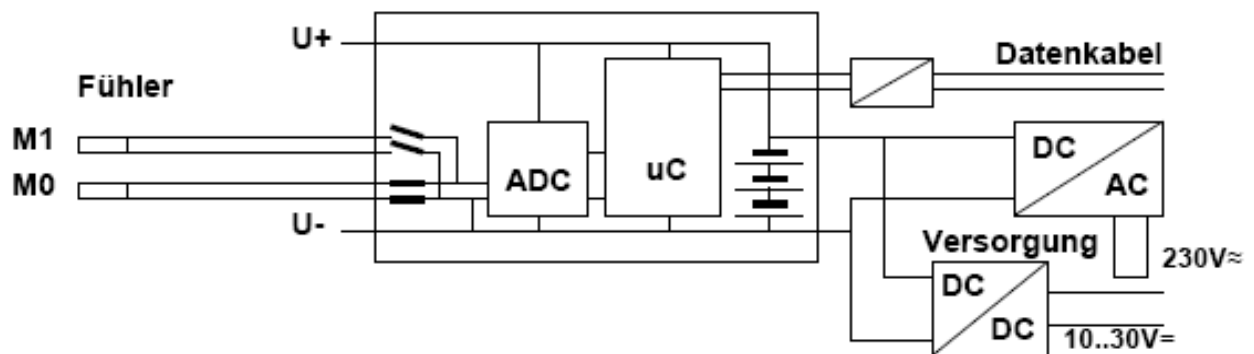 U+
Datenkabel
Fühler
M1
DC
ADC
uC
AC
M0
U-
Versorgung
230V≈
DC
DC
10..30V=